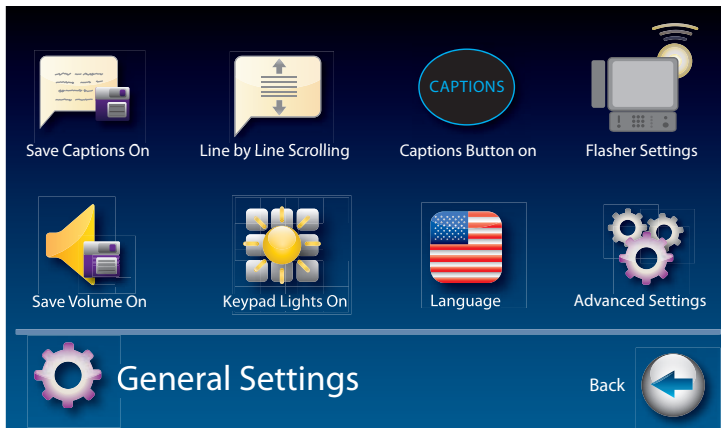 CAPTIONS
Save Captions On
Line by Line Scrolling
Captions Button on
Flasher Settings
Save Volume On
Keypad Lights On
Language
Advanced Settings
General Settings
Back